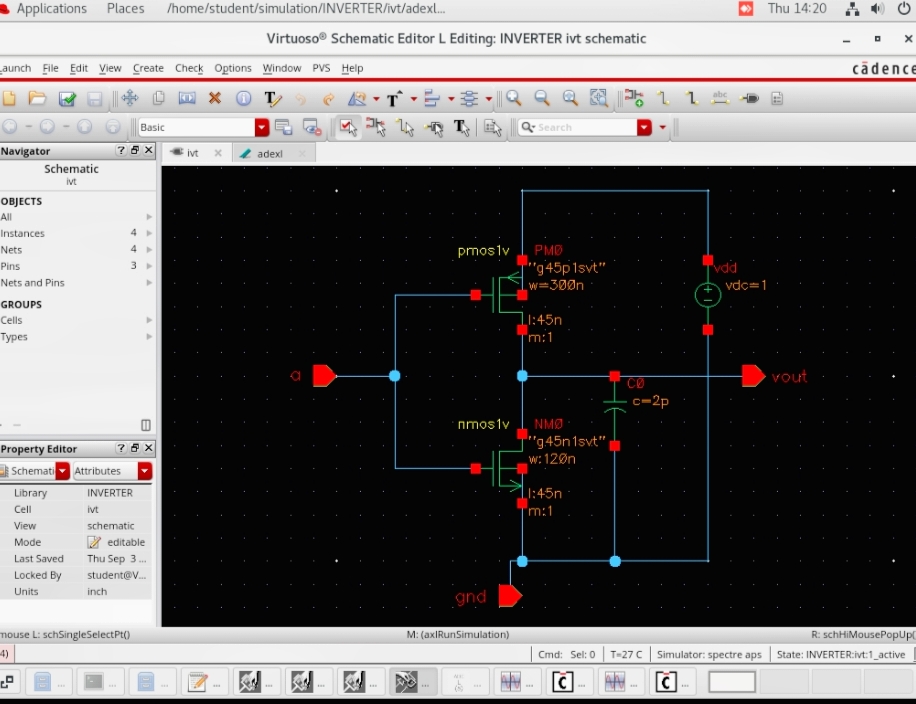 Applications Places /home/student/simulation/INVERTER/ivt/adexl... Thu 14:20
Virtuoso® Schematic Editor L Editing: INVERTER ivt schematic
aunch File Edit View Create Check Options Window PVS Help cādence
Basic Search
Navigator ivt adexl
Schematic
ivt
OBJECTS
All
Instances 4
Nets 4
Pins 3
Nets and Pins
GROUPS
Cells
Types
pmos1v PM0
"g45p1svt"
w=300n
l:45n
m:1
vdd
vdc=1
a
vout
C0
c=2p
nmos1v NM0
"g45n1svt"
w:120n
l:45n
m:1
gnd
Property Editor
Schemati Attributes
Library INVERTER
Cell ivt
View schematic
Mode editable
Last Saved Thu Sep 3 ...
Locked By student@V...
Units inch
mouse L: schSingleSelectPt() M: (axlRunSimulation) R: schHiMousePopUp(
4) Cmd: Sel: 0 T=27 C Simulator: spectre aps State: INVERTER:ivt:1_active